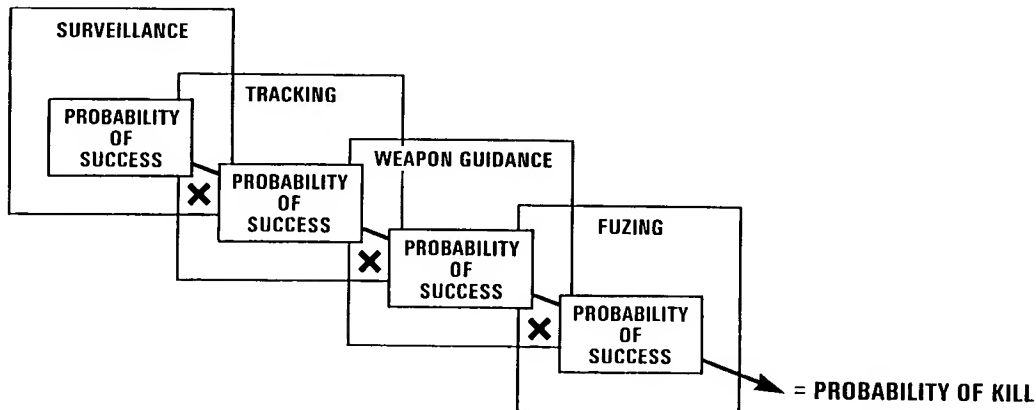 SURVEILLANCE
PROBABILITY
OF
SUCCESS
×
TRACKING
PROBABILITY
OF
SUCCESS
×
WEAPON GUIDANCE
PROBABILITY
OF
SUCCESS
×
FUZING
PROBABILITY
OF
SUCCESS
= PROBABILITY OF KILL